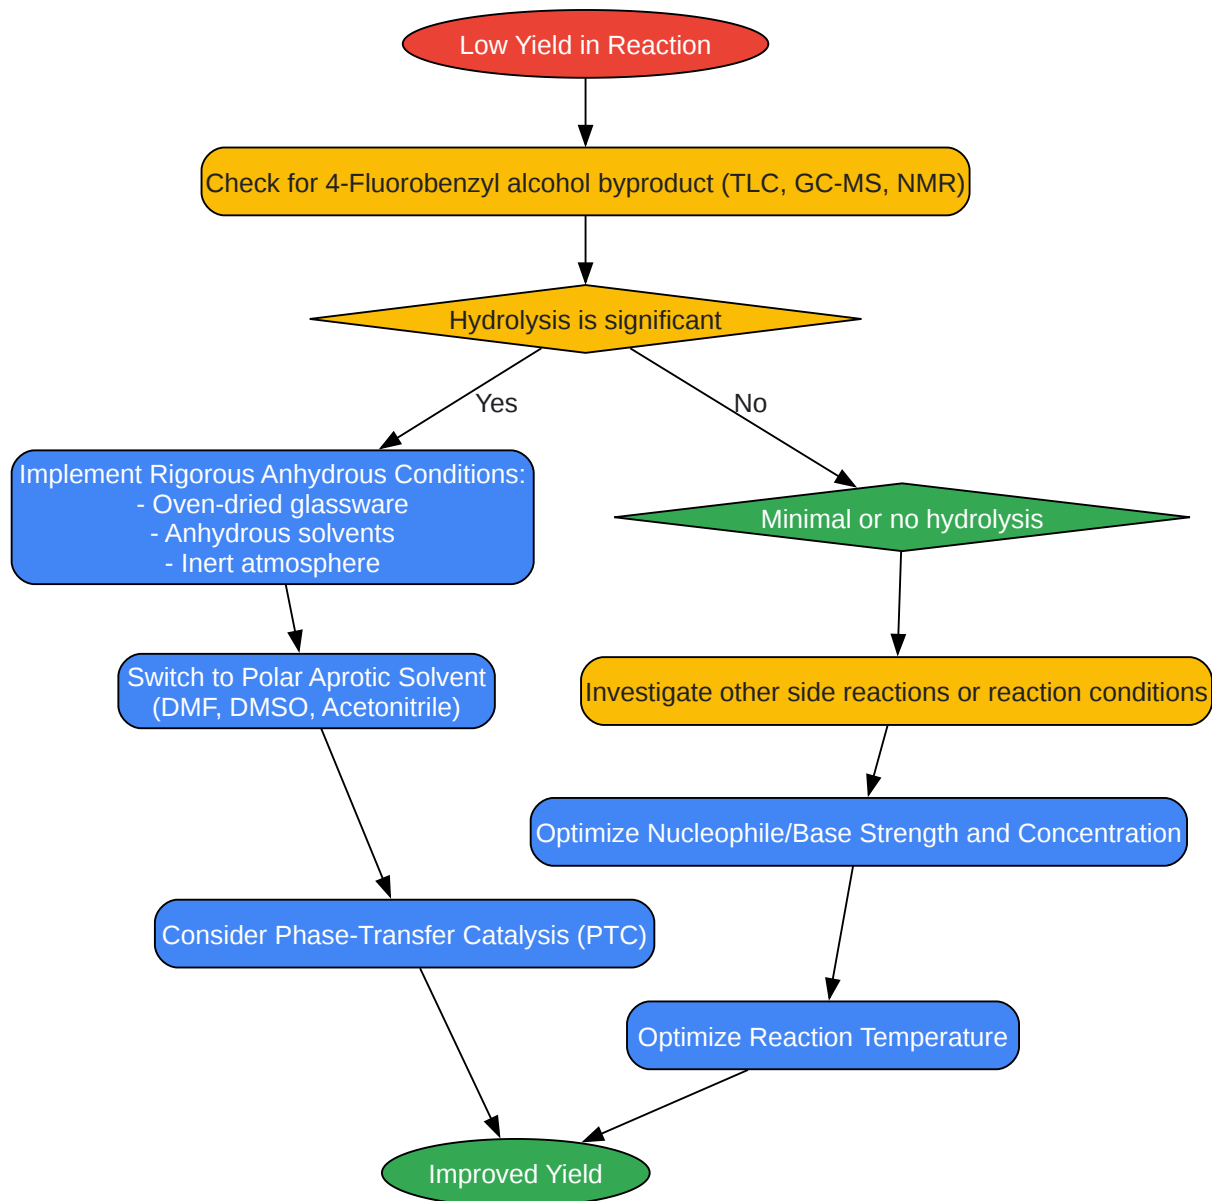 Low Yield in Reaction
Check for 4-Fluorobenzyl alcohol byproduct (TLC, GC-MS, NMR)
Hydrolysis is significant
Yes
No
Implement Rigorous Anhydrous Conditions:
- Oven-dried glassware
- Anhydrous solvents
- Inert atmosphere
Minimal or no hydrolysis
Switch to Polar Aprotic Solvent
(DMF, DMSO, Acetonitrile)
Investigate other side reactions or reaction conditions
Optimize Nucleophile/Base Strength and Concentration
Consider Phase-Transfer Catalysis (PTC)
Optimize Reaction Temperature
Improved Yield